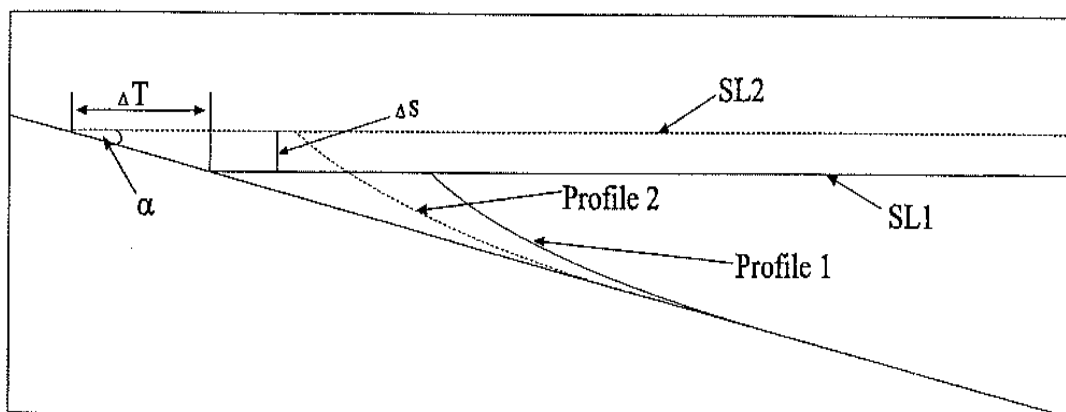 ΔT
SL2
Δs
α
Profile 2
SL1
Profile 1